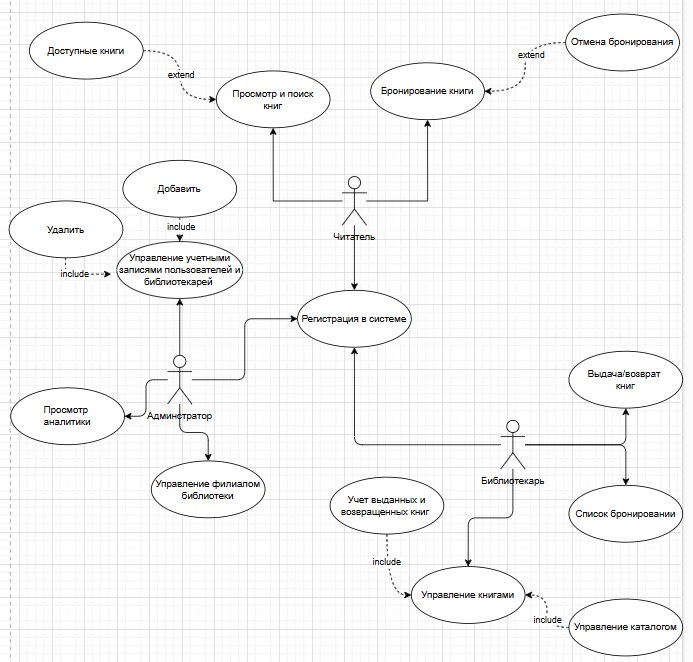 Доступные книги
Отмена бронирования
extend
extend
Просмотр и поиск
книг
Бронирование книги
Добавить
include
Удалить
include
Читатель
Управление учетными
записями пользователей и
библиотекарей
Регистрация в системе
Выдача/возврат
книг
Просмотр
аналитики
Админстратор
Библиотекарь
Управление филиалом
библиотеки
Учет выданных и
возвращенных книг
Список бронировании
include
Управление книгами
include
Управление каталогом